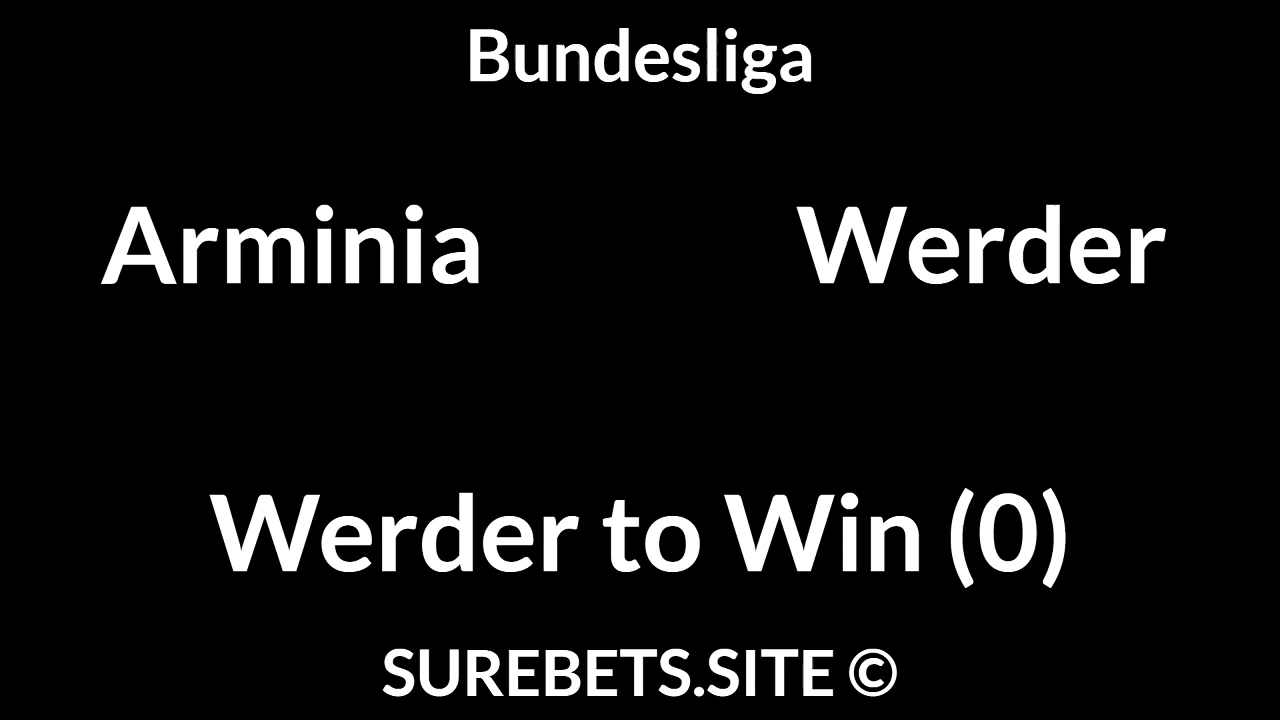 Bundesliga
Arminia Werder
Werder to Win (0)
SUREBETS.SITE ©